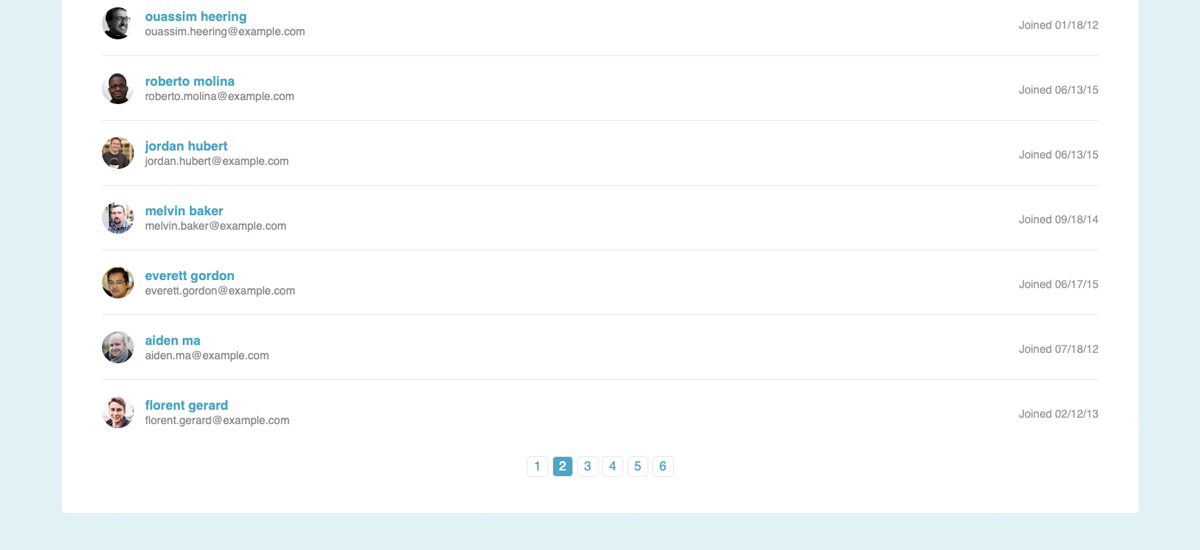 ouassim heering
ouassim.heering@example.com
Joined 01/18/12
roberto molina
roberto.molina@example.com
Joined 06/13/15
jordan hubert
jordan.hubert@example.com
Joined 06/13/15
melvin baker
melvin.baker@example.com
Joined 09/18/14
everett gordon
everett.gordon@example.com
Joined 06/17/15
aiden ma
aiden.ma@example.com
Joined 07/18/12
florent gerard
florent.gerard@example.com
Joined 02/12/13
1 2 3 4 5 6